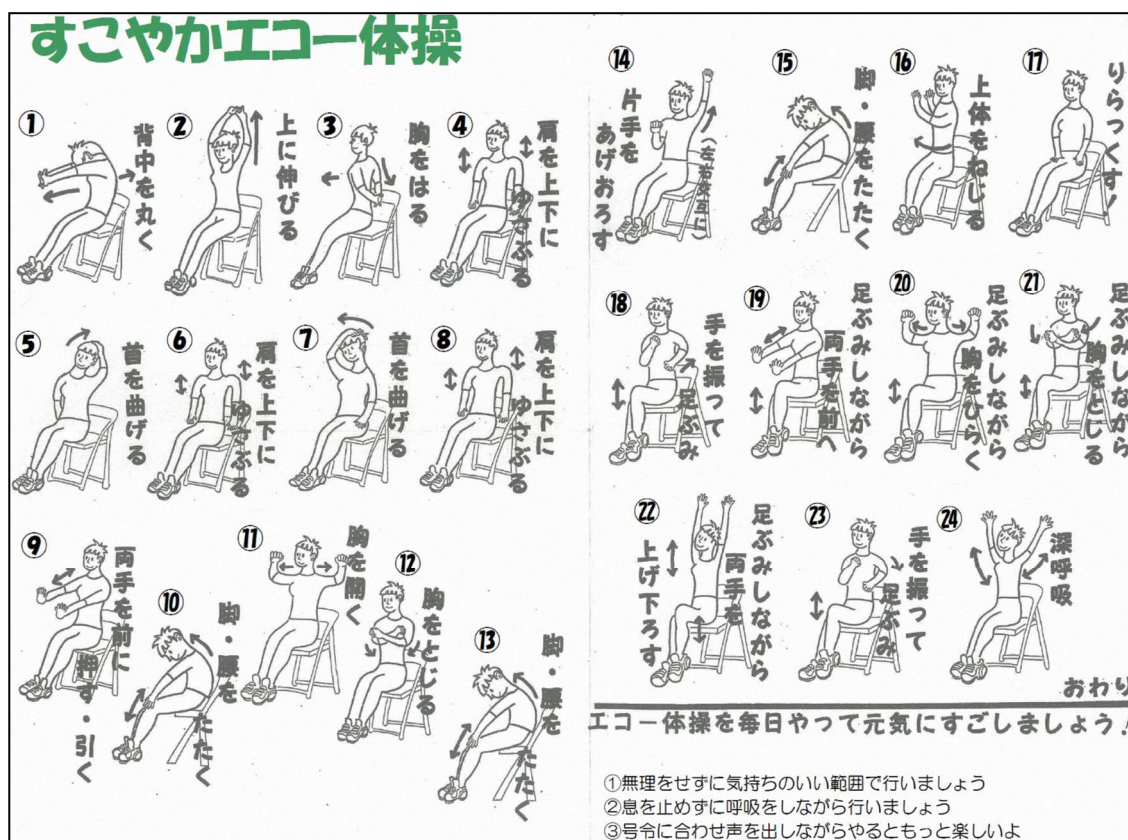 すこやかエコー体操
①
背中を丸く
②
上に伸びる
③
胸をはる
④
肩を上下に
ゆさぶる
⑤
首を曲げる
⑥
肩を上下に
ゆさぶる
⑦
首を曲げる
⑧
肩を上下に
ゆさぶる
⑨
両手を前に
押す・引く
⑩
脚・腰を
たたく
⑪
胸を開く
⑫
胸をとじる
⑬
脚・腰を
たたく
⑭
片手を
あげおろす
(左右交互に)
⑮
脚・腰をたたく
⑯
上体をねじる
⑰
りらっくす!
⑱
手を振って
足ぶみ
⑲
足ぶみしながら
両手を前へ
⑳
足ぶみしながら
胸をひらく
㉑
足ぶみしながら
胸をとじる
㉒
足ぶみしながら
両手を
上げ下ろす
㉓
手を振って
足ぶみ
㉔
深呼吸
おわり
エコー体操を毎日やって元気にすごしましょう!
①無理をせずに気持ちのいい範囲で行いましょう
②息を止めずに呼吸をしながら行いましょう
③号令に合わせ声を出しながらやるともっと楽しいよ